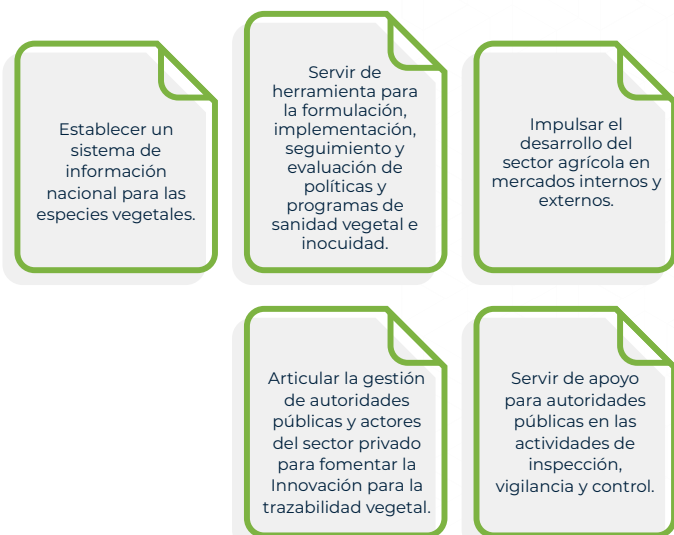 Establecer un
sistema de
información
nacional para las
especies vegetales.
Servir de
herramienta para
la formulación,
implementación,
seguimiento y
evaluación de
políticas y
programas de
sanidad vegetal e
inocuidad.
Impulsar el
desarrollo del
sector agrícola en
mercados internos y
externos.
Articular la gestión
de autoridades
públicas y actores
del sector privado
para fomentar la
Innovación para la
trazabilidad vegetal.
Servir de apoyo
para autoridades
públicas en las
actividades de
inspección,
vigilancia y control.